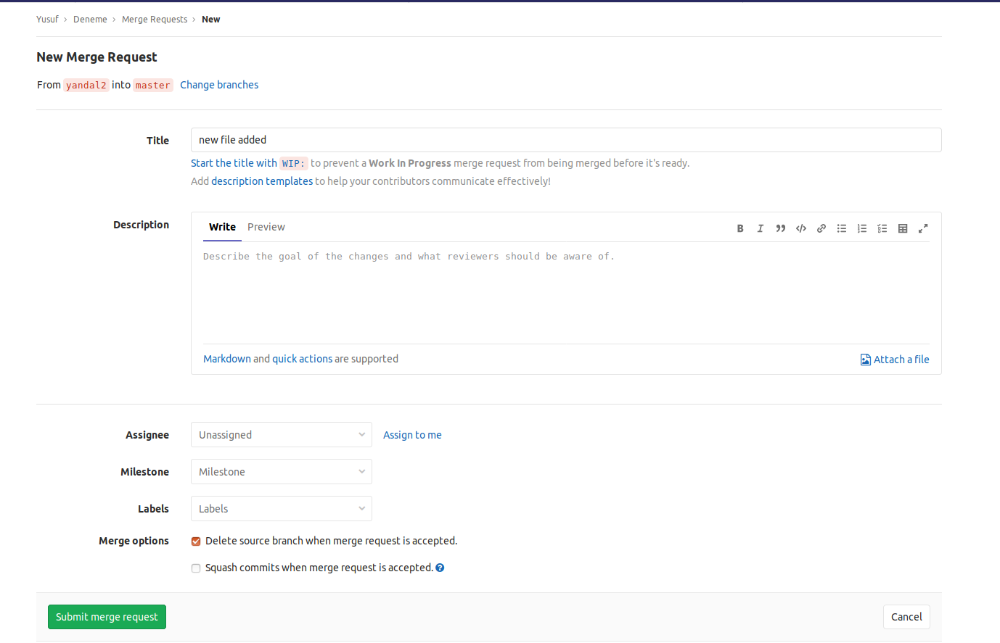 Yusuf > Deneme > Merge Requests > New
New Merge Request
From yandal2 into master Change branches
Title
new file added
Start the title with WIP: to prevent a Work In Progress merge request from being merged before it's ready.
Add description templates to help your contributors communicate effectively!
Description
Write Preview
Describe the goal of the changes and what reviewers should be aware of.
Markdown and quick actions are supported
Attach a file
Assignee
Unassigned
Assign to me
Milestone
Milestone
Labels
Labels
Merge options
Delete source branch when merge request is accepted.
Squash commits when merge request is accepted.
Submit merge request
Cancel